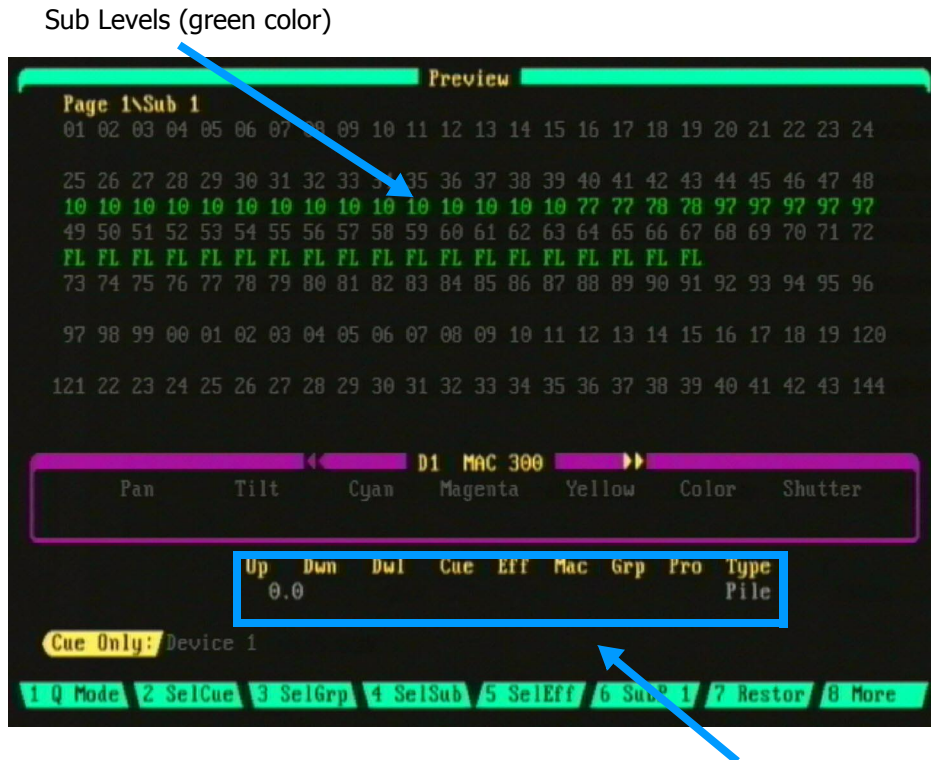 Sub Levels (green color)
Preview
Page 1\Sub 1
01 02 03 04 05 06 07 08 09 10 11 12 13 14 15 16 17 18 19 20 21 22 23 24
25 26 27 28 29 30 31 32 33 34 35 36 37 38 39 40 41 42 43 44 45 46 47 48
10 10 10 10 10 10 10 10 10 10 10 10 10 10 10 77 77 78 78 97 97 97 97 97
49 50 51 52 53 54 55 56 57 58 59 60 61 62 63 64 65 66 67 68 69 70 71 72
FL FL FL FL FL FL FL FL FL FL FL FL FL FL FL FL FL FL FL
73 74 75 76 77 78 79 80 81 82 83 84 85 86 87 88 89 90 91 92 93 94 95 96
97 98 99 00 01 02 03 04 05 06 07 08 09 10 11 12 13 14 15 16 17 18 19 120
121 22 23 24 25 26 27 28 29 30 31 32 33 34 35 36 37 38 39 40 41 42 43 144
D1 MAC 300
Pan Tilt Cyan Magenta Yellow Color Shutter
Up Dwn Dwl Cue Eff Mac Grp Pro Type
0.0 Pile
Cue Only: Device 1
1 Q Mode 2 SelCue 3 SelGrp 4 SelSub 5 SelEff 6 SubP 1 7 Restor 8 More